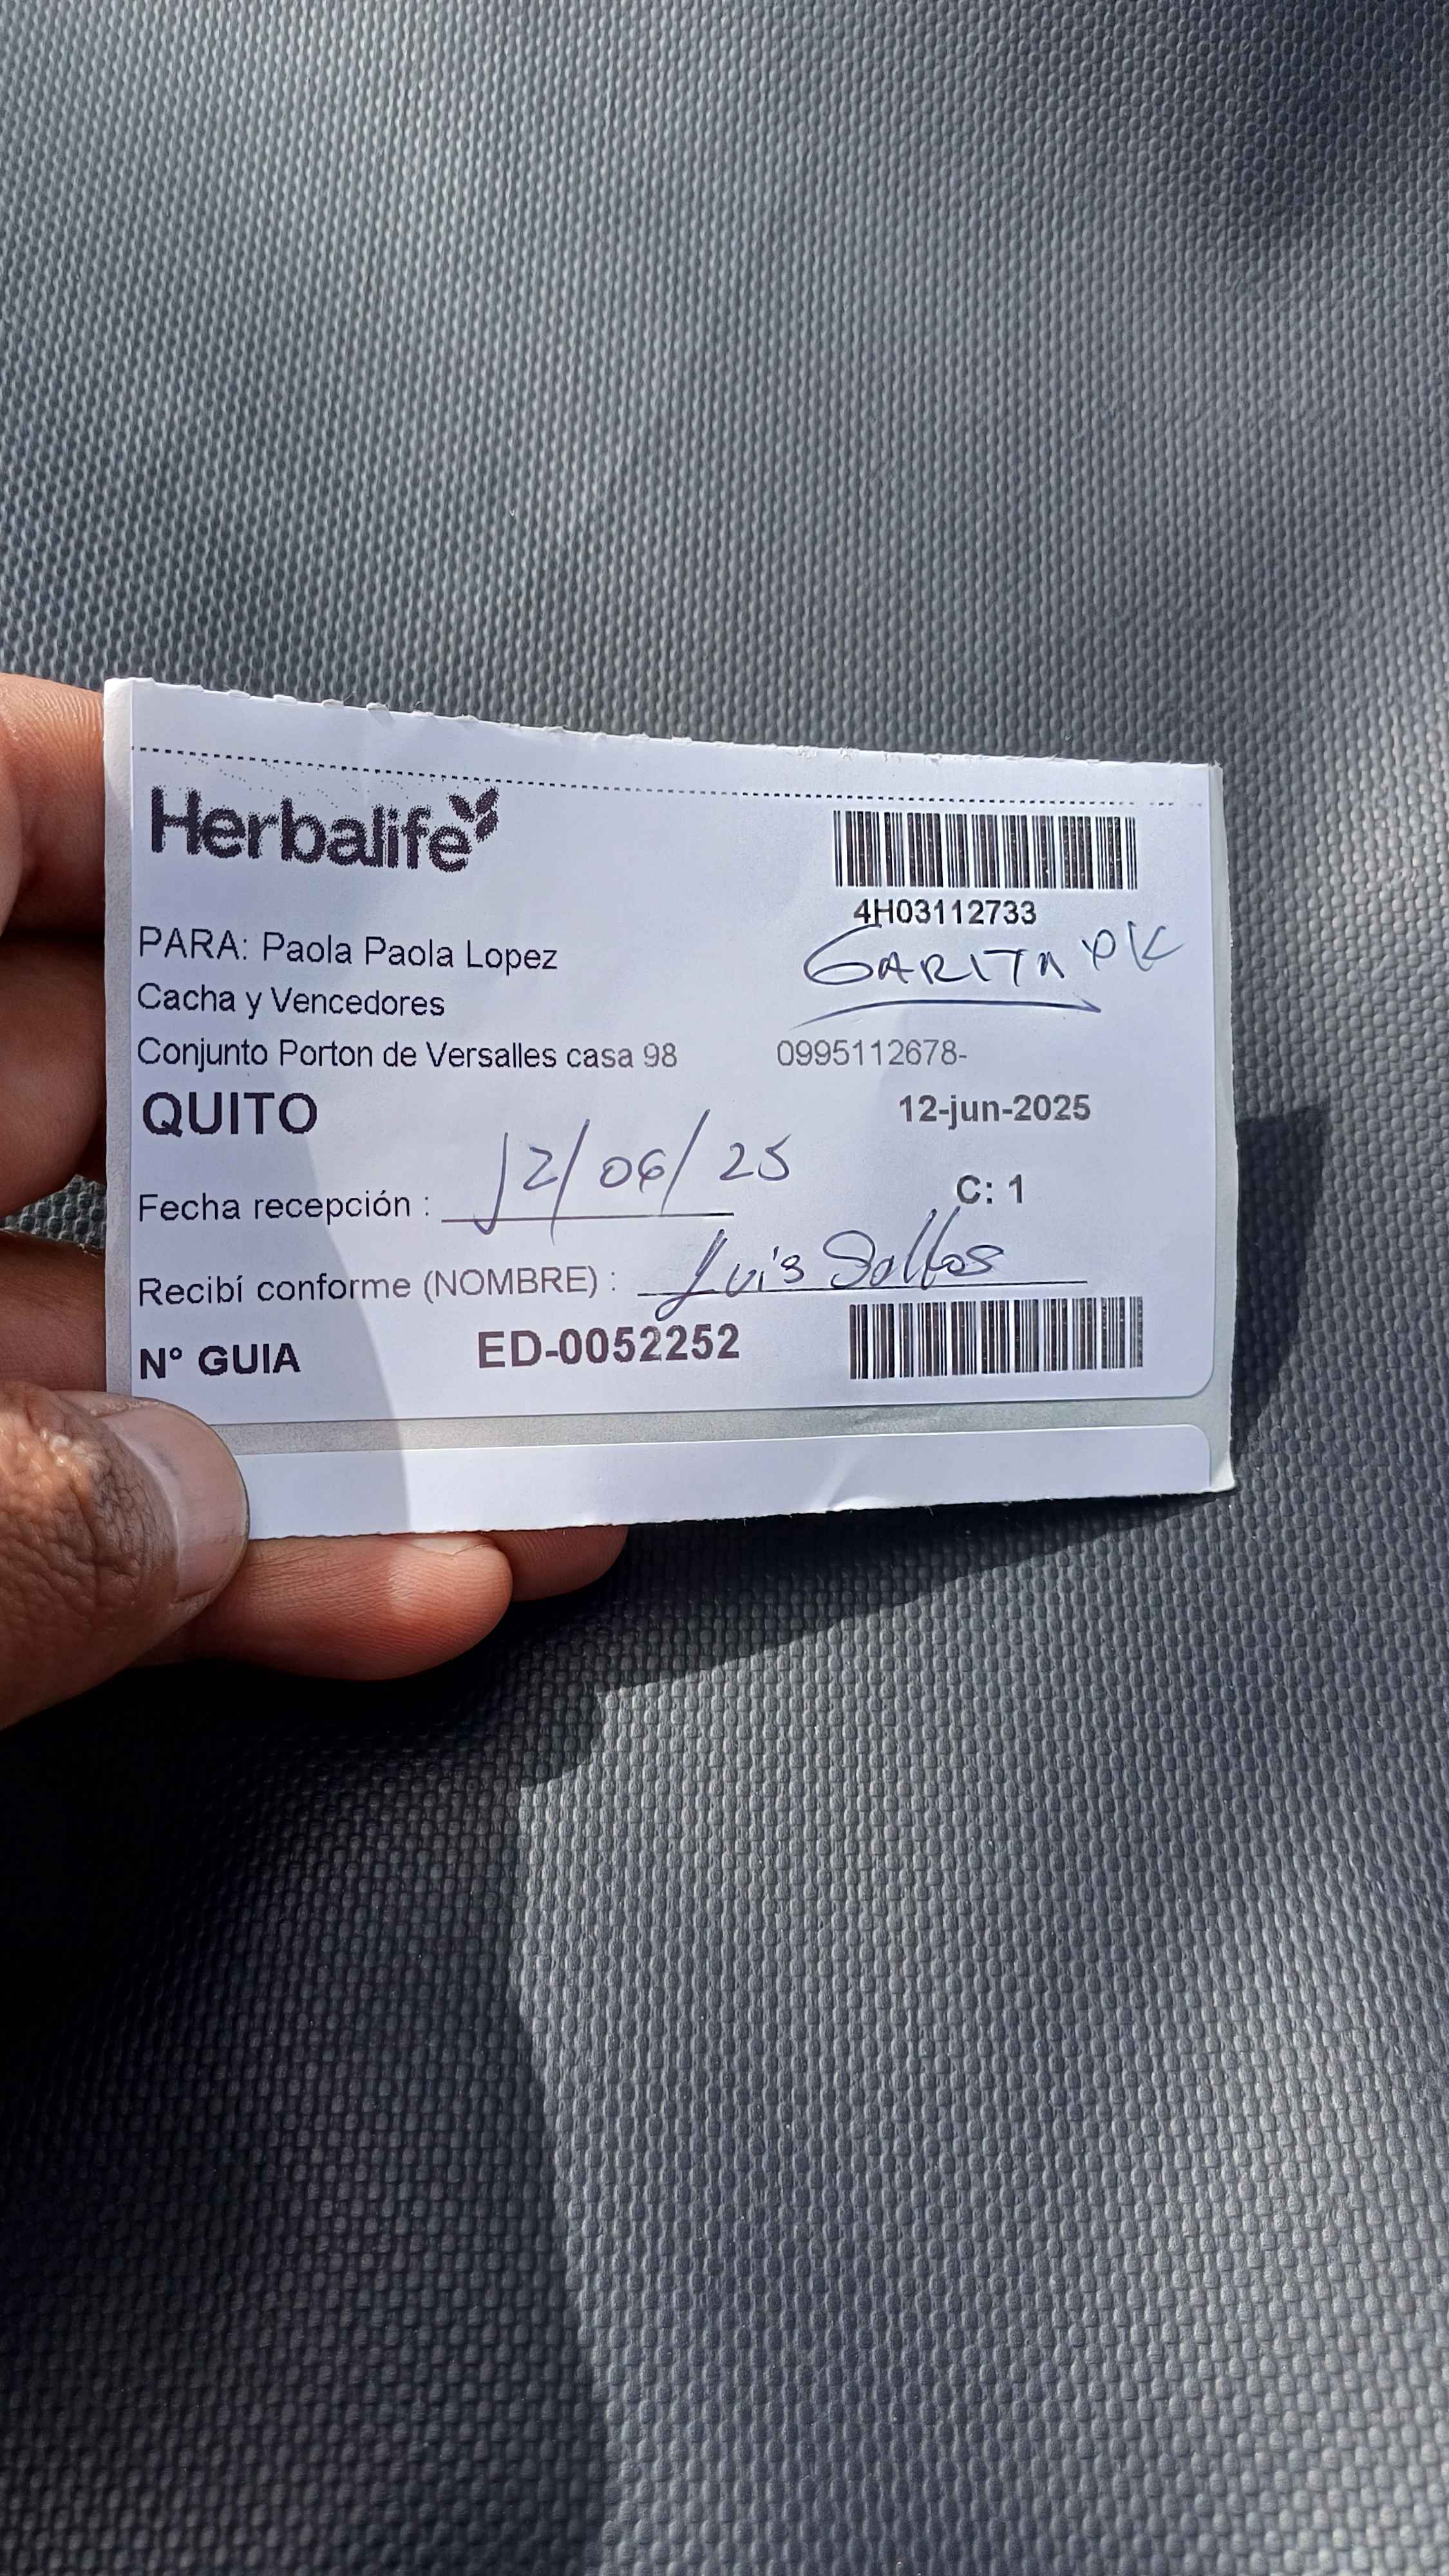 Herbalife
4H03112733
GARITA
PARA: Paola Paola Lopez
Cacha y Vencedores
Conjunto Porton de Versalles casa 98 0995112678-
QUITO 12-jun-2025
Fecha recepción : 12/06/25 C: 1
Recibí conforme (NOMBRE) : Luis
N° GUIA ED-0052252